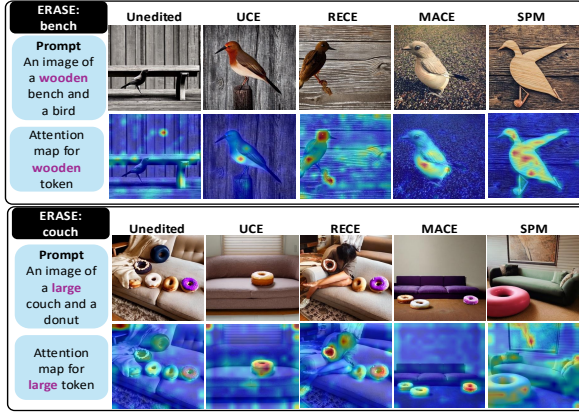 ERASE:
bench
Unedited UCE RECE MACE SPM
Prompt
An image of
a wooden
bench and
a bird
Attention
map for
wooden
token
ERASE:
couch
Unedited UCE RECE MACE SPM
Prompt
An image of
a large
couch and a
donut
Attention
map for
large token